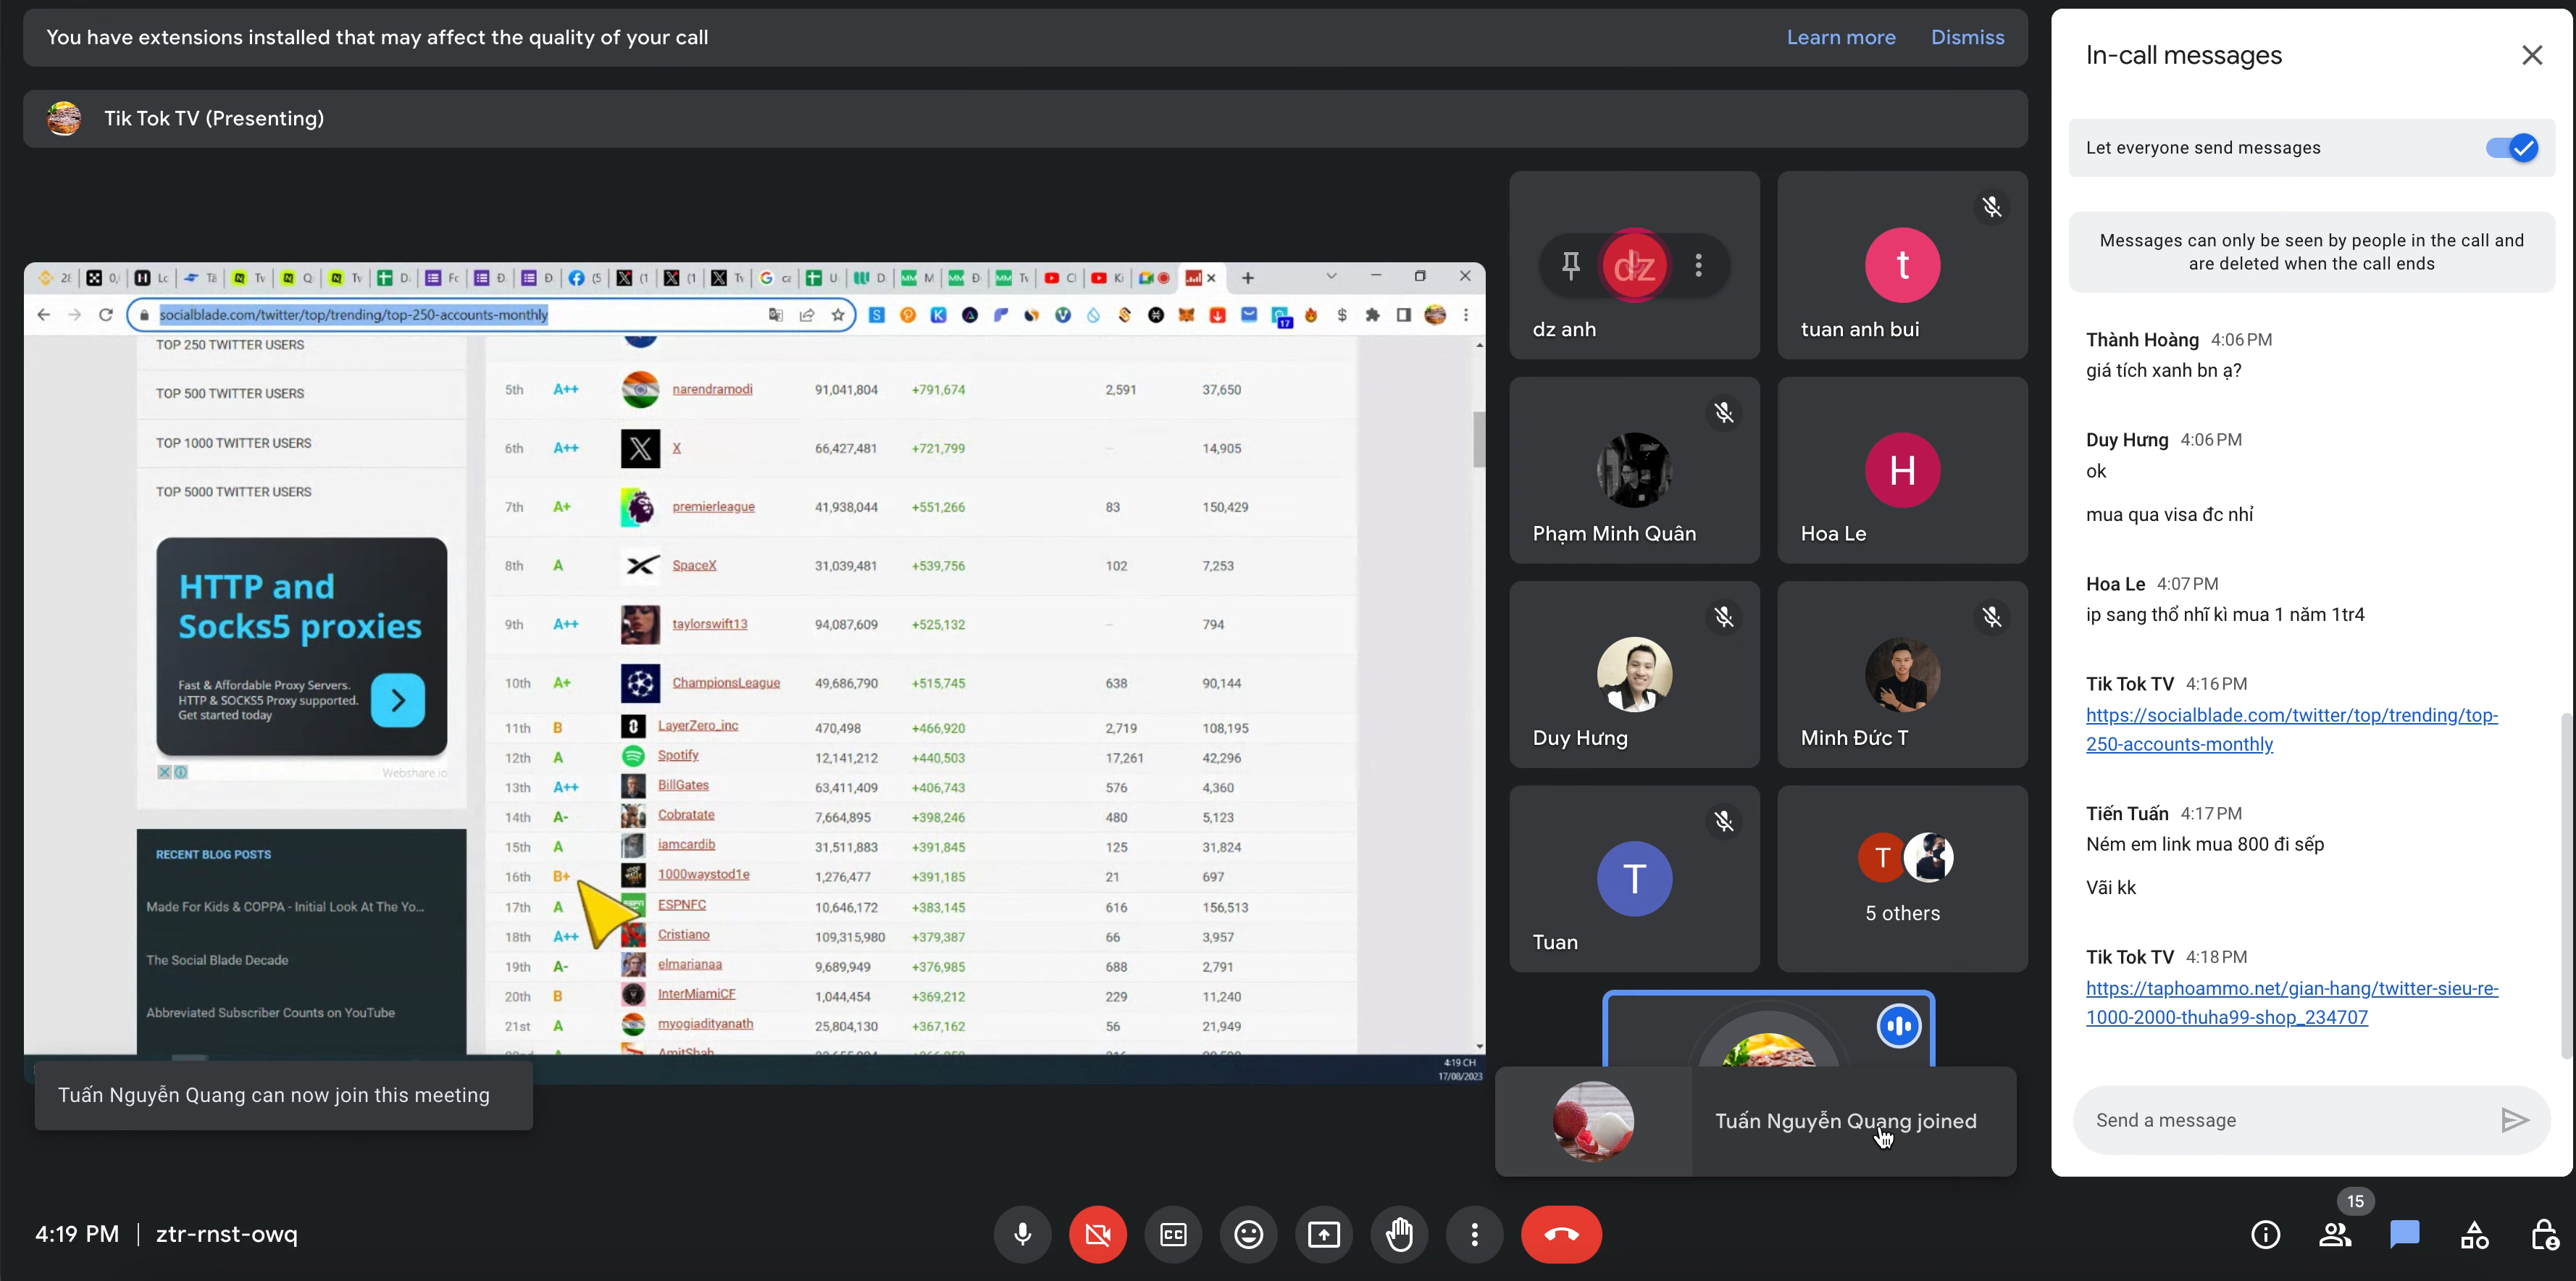 You have extensions installed that may affect the quality of your call
Learn more
Dismiss
Tik Tok TV (Presenting)
socialblade.com/twitter/top/trending/top-250-accounts-monthly
17
TOP 250 TWITTER USERS
TOP 500 TWITTER USERS
TOP 1000 TWITTER USERS
TOP 5000 TWITTER USERS
HTTP and
Socks5 proxies
Fast & Affordable Proxy Servers.
HTTP & SOCKS5 Proxy supported.
Get started today
Webshare.io
RECENT BLOG POSTS
Made For Kids & COPPA - Initial Look At The Yo...
The Social Blade Decade
Abbreviated Subscriber Counts on YouTube
5th A++ narendramodi 91,041,804 +791,674 2,591 37,650
6th A++ X 66,427,481 +721,799 -- 14,905
7th A+ premierleague 41,938,044 +551,266 83 150,429
8th A SpaceX 31,039,481 +539,756 102 7,253
9th A++ taylorswift13 94,087,609 +525,132 -- 794
10th A+ ChampionsLeague 49,686,790 +515,745 638 90,144
11th B LayerZero_inc 470,498 +466,920 2,719 108,195
12th A Spotify 12,141,212 +440,503 17,261 42,296
13th A++ BillGates 63,411,409 +406,743 576 4,360
14th A- Cobratate 7,664,895 +398,246 480 5,123
15th A iamcardib 31,511,883 +391,845 125 31,824
16th B+ 1000waystod1e 1,276,477 +391,185 21 697
17th A ESPNFC 10,646,172 +383,145 616 156,513
18th A++ Cristiano 109,315,980 +379,387 66 3,957
19th A- elmarianaa 9,689,949 +376,985 688 2,791
20th B InterMiamiCF 1,044,454 +369,212 229 11,240
21st A myogiadityanath 25,804,130 +367,162 56 21,949
AmitShah
4:19 CH
17/08/2023
Tuấn Nguyễn Quang can now join this meeting
dz
dz anh
t
tuan anh bui
Phạm Minh Quân
H
Hoa Le
Duy Hưng
Minh Đức T
T
Tuan
T
5 others
Tuấn Nguyễn Quang joined
In-call messages
Let everyone send messages
Messages can only be seen by people in the call and
are deleted when the call ends
Thành Hoàng 4:06 PM
giá tích xanh bn ạ?
Duy Hưng 4:06 PM
ok
mua qua visa đc nhỉ
Hoa Le 4:07 PM
ip sang thổ nhĩ kì mua 1 năm 1tr4
Tik Tok TV 4:16 PM
https://socialblade.com/twitter/top/trending/top-
250-accounts-monthly
Tiến Tuấn 4:17 PM
Ném em link mua 800 đi sếp
Vãi kk
Tik Tok TV 4:18 PM
https://taphoammo.net/gian-hang/twitter-sieu-re-
1000-2000-thuha99-shop_234707
Send a message
4:19 PM
ztr-rnst-owq
CC
15